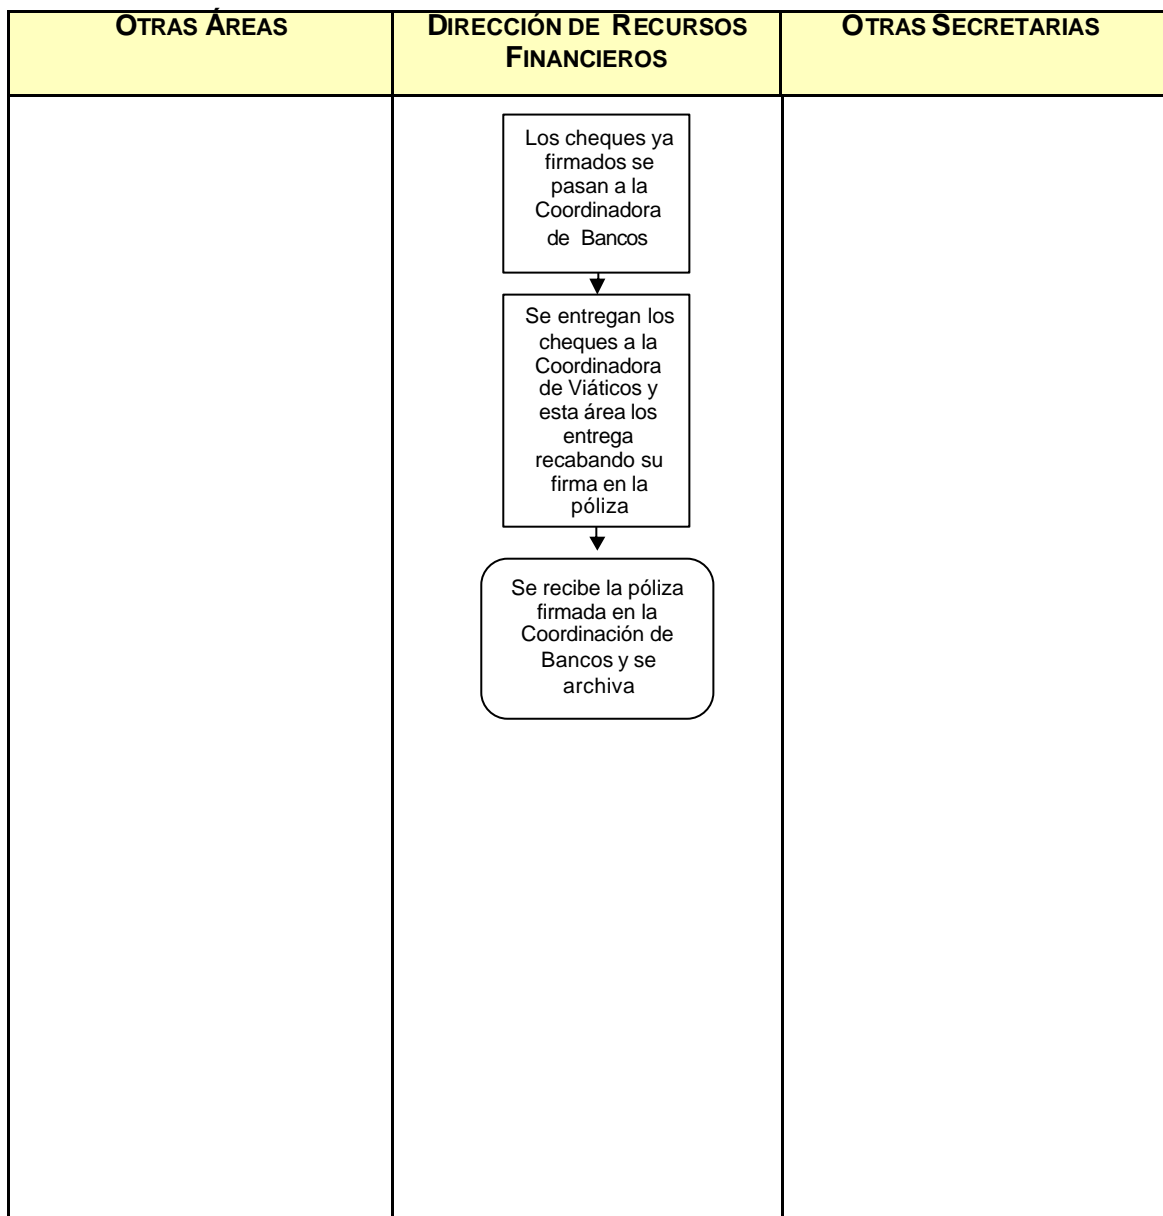 OTRAS ÁREAS
DIRECCIÓN DE RECURSOS
FINANCIEROS
OTRAS SECRETARIAS
Los cheques ya
firmados se
pasan a la
Coordinadora
de Bancos
Se entregan los
cheques a la
Coordinadora
de Viáticos y
esta área los
entrega
recabando su
firma en la
póliza
Se recibe la póliza
firmada en la
Coordinación de
Bancos y se
archiva